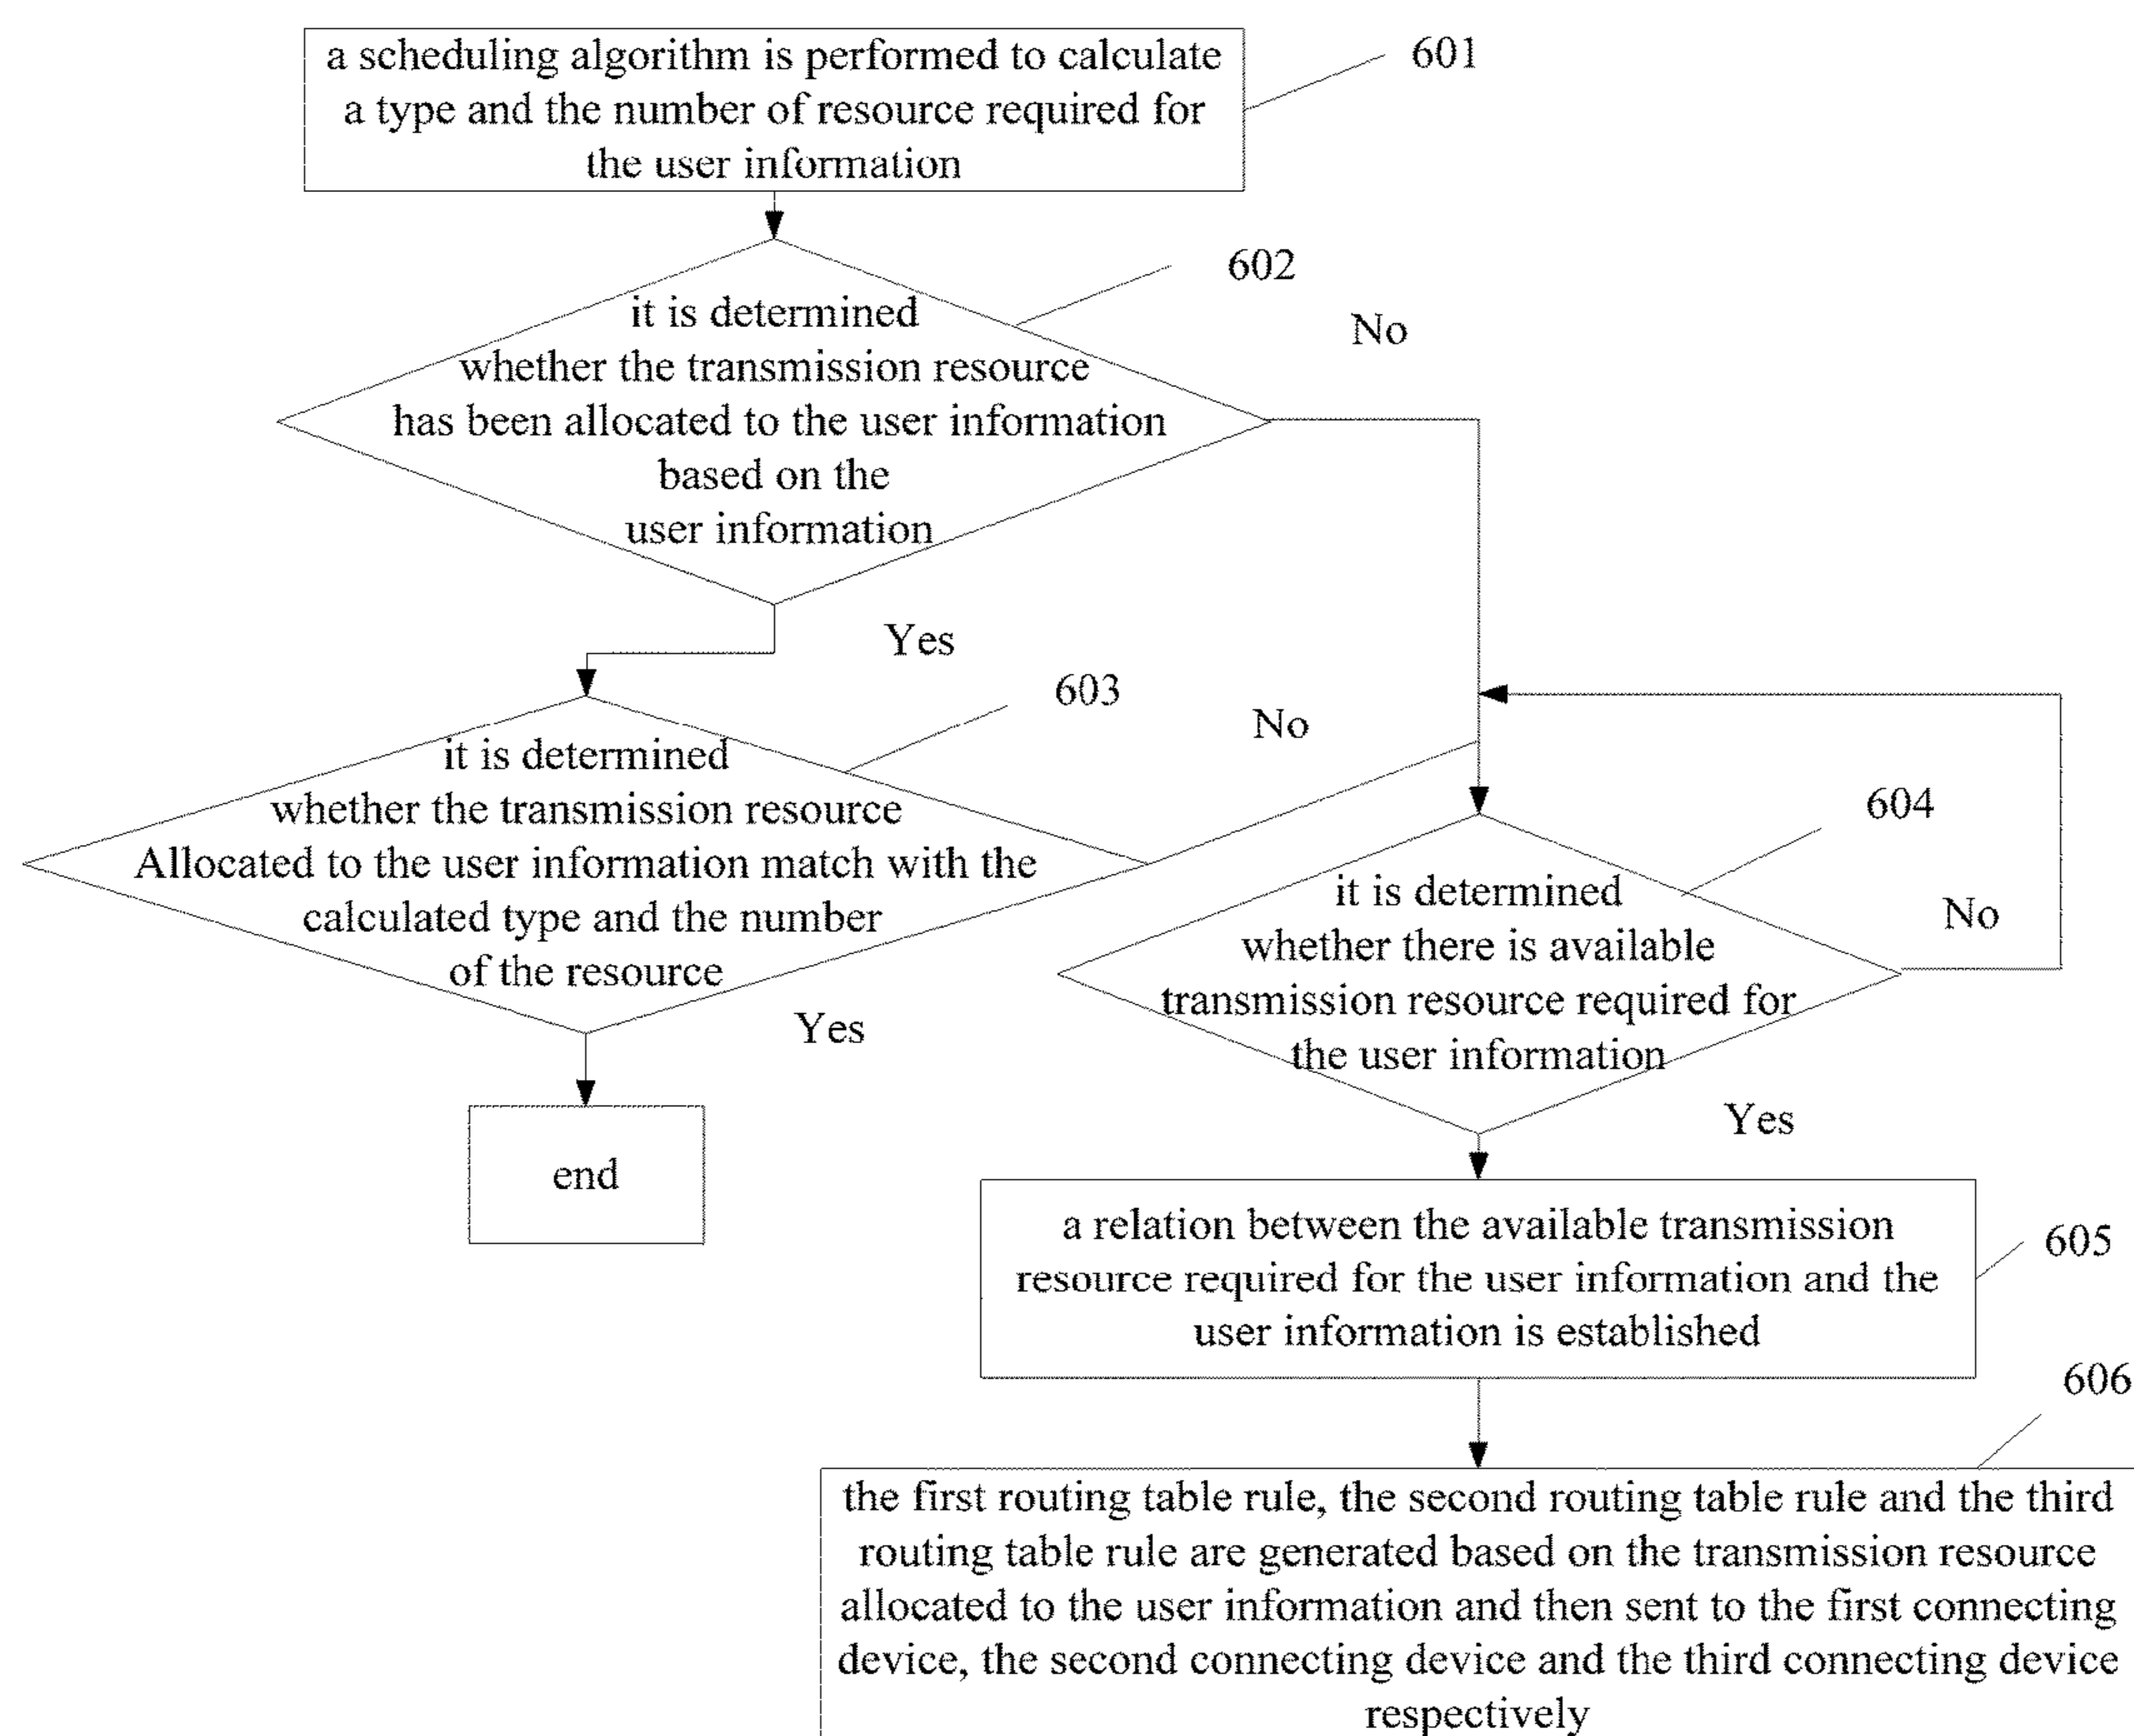 a scheduling algorithm is performed to calculate
a type and the number of resource required for
the user information
601
602
it is determined
whether the transmission resource
has been allocated to the user information
based on the
user information
No
Yes
603
it is determined
whether the transmission resource
Allocated to the user information match with the
calculated type and the number
of the resource
No
Yes
end
604
it is determined
whether there is available
transmission resource required for
the user information
No
Yes
a relation between the available transmission
resource required for the user information and the
user information is established
605
606
the first routing table rule, the second routing table rule and the third
routing table rule are generated based on the transmission resource
allocated to the user information and then sent to the first connecting
device, the second connecting device and the third connecting device
respectively